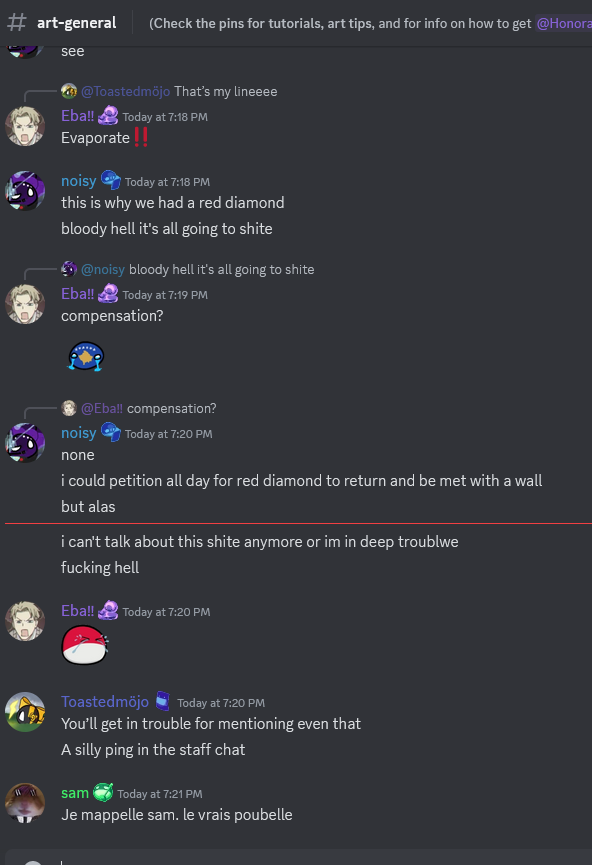 # art-general (Check the pins for tutorials, art tips, and for info on how to get @Honora
see
@Toastedmöjo That's my lineeeee
Eba!! Today at 7:18 PM
Evaporate‼️
noisy Today at 7:18 PM
this is why we had a red diamond
bloody hell it's all going to shite
@noisy bloody hell it's all going to shite
Eba!! Today at 7:19 PM
compensation?
@Eba!! compensation?
noisy Today at 7:20 PM
none
i could petition all day for red diamond to return and be met with a wall
but alas
i can't talk about this shite anymore or im in deep troublwe
fucking hell
Eba!! Today at 7:20 PM
Toastedmöjo Today at 7:20 PM
You'll get in trouble for mentioning even that
A silly ping in the staff chat
sam Today at 7:21 PM
Je mappelle sam. le vrais poubelle